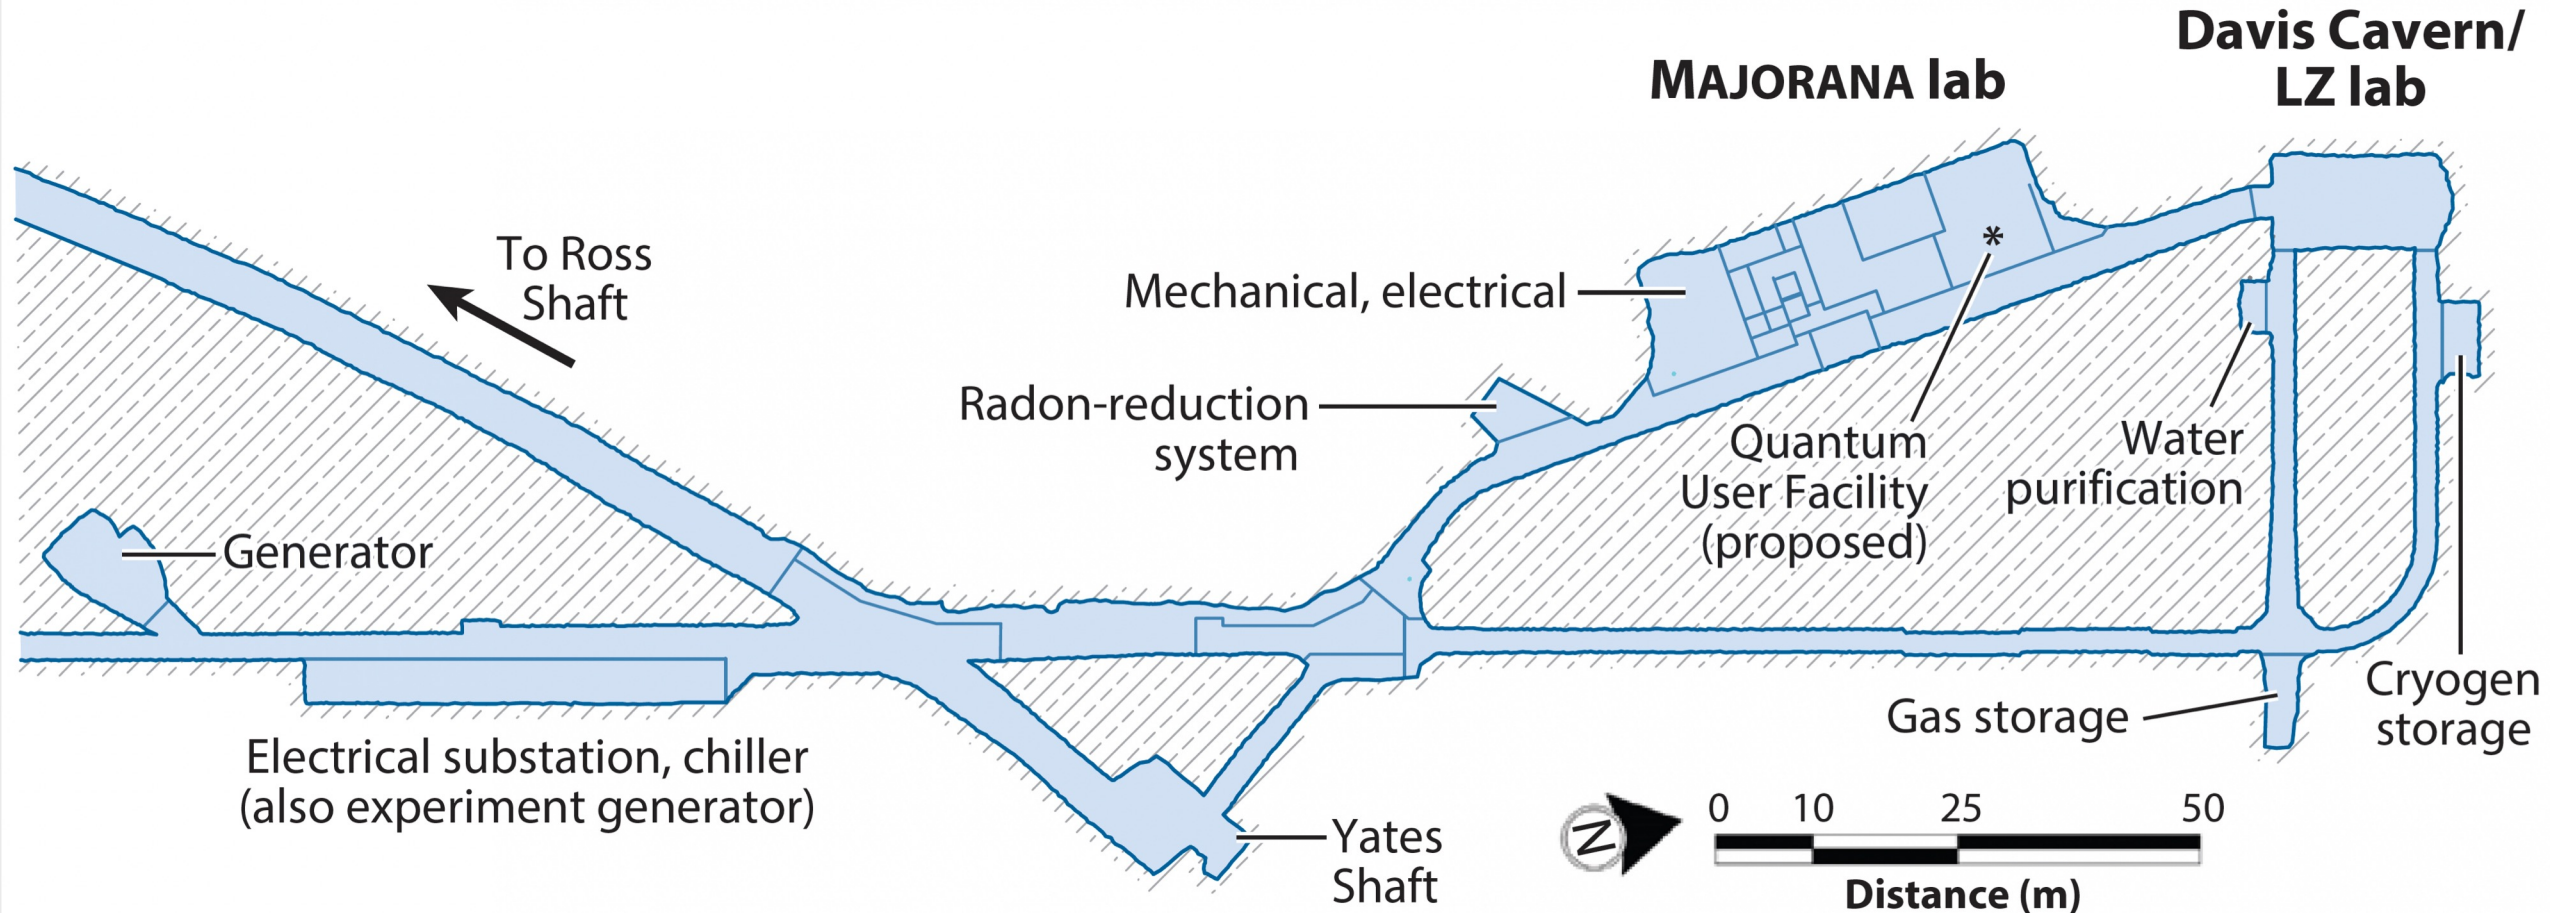 Davis Cavern/
LZ lab
MAJORANA lab
To Ross
Shaft
Mechanical, electrical
Radon-reduction
system
Quantum
User Facility
(proposed)
*
Water
purification
Generator
Cryogen
storage
Gas storage
Electrical substation, chiller
(also experiment generator)
Yates
Shaft
N
0 10 25 50
Distance (m)